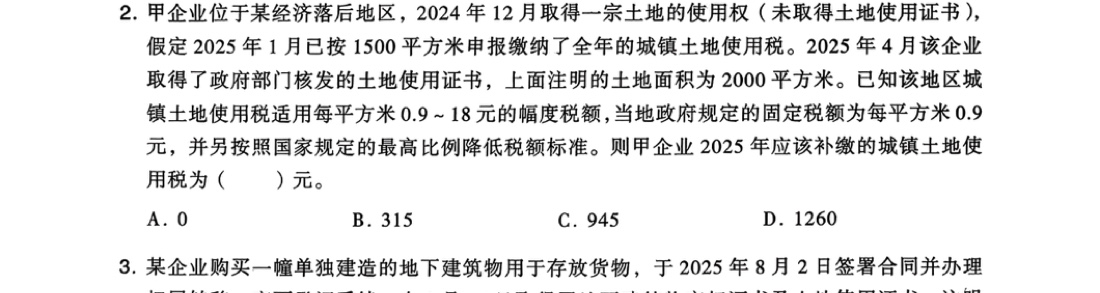 2. 甲企业位于某经济落后地区，2024 年 12 月取得一宗土地的使用权（未取得土地使用证书），
假定 2025 年 1 月已按 1500 平方米申报缴纳了全年的城镇土地使用税。2025 年 4 月该企业
取得了政府部门核发的土地使用证书，上面注明的土地面积为 2000 平方米。已知该地区城
镇土地使用税适用每平方米 0.9 ~ 18 元的幅度税额，当地政府规定的固定税额为每平方米 0.9
元，并另按照国家规定的最高比例降低税额标准。则甲企业 2025 年应该补缴的城镇土地使
用税为（　　）元。
A. 0　B. 315　C. 945　D. 1260
3. 某企业购买一幢单独建造的地下建筑物用于存放货物，于 2025 年 8 月 2 日签署合同并办理